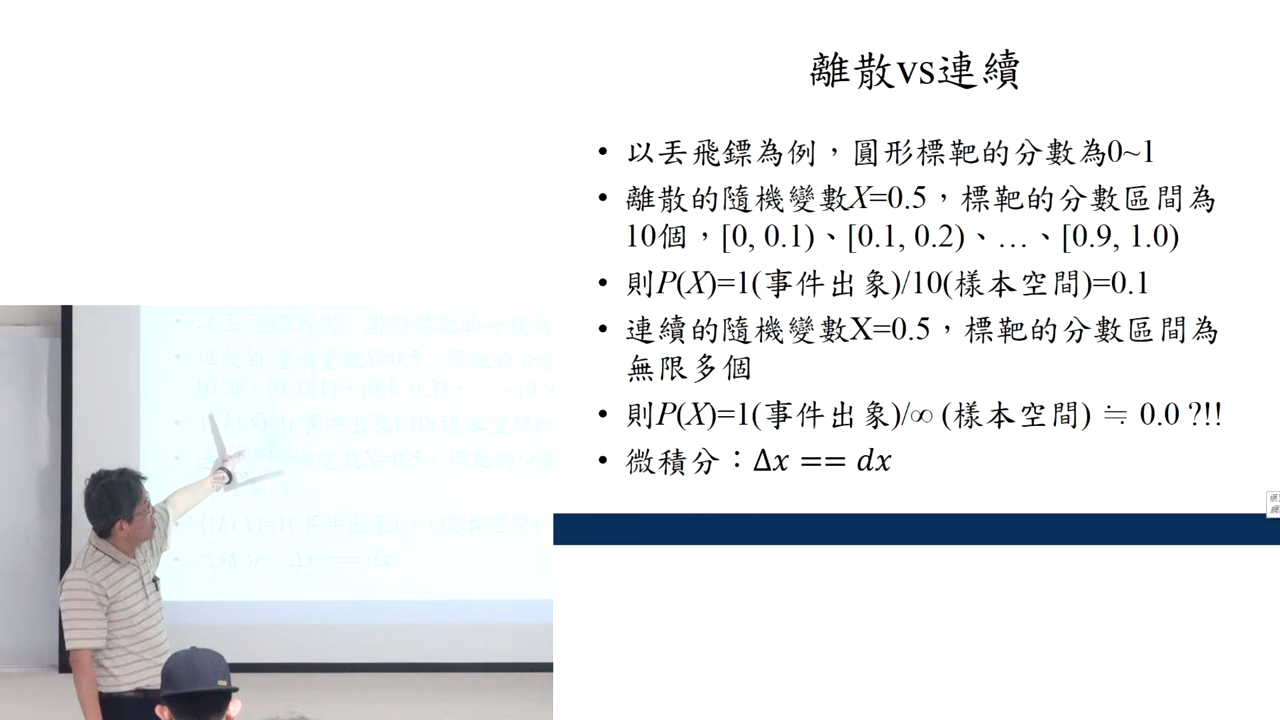 離散vs連續
• 以丟飛鏢為例，圓形標靶的分數為0~1
• 離散的隨機變數X=0.5，標靶的分數區間為
10個，[0, 0.1)、[0.1, 0.2)、…、[0.9, 1.0)
• 則P(X)=1(事件出象)/10(樣本空間)=0.1
• 連續的隨機變數X=0.5，標靶的分數區間為
無限多個
• 則P(X)=1(事件出象)/∞ (樣本空間) ≒ 0.0 ?!!
• 微積分：Δx == dx